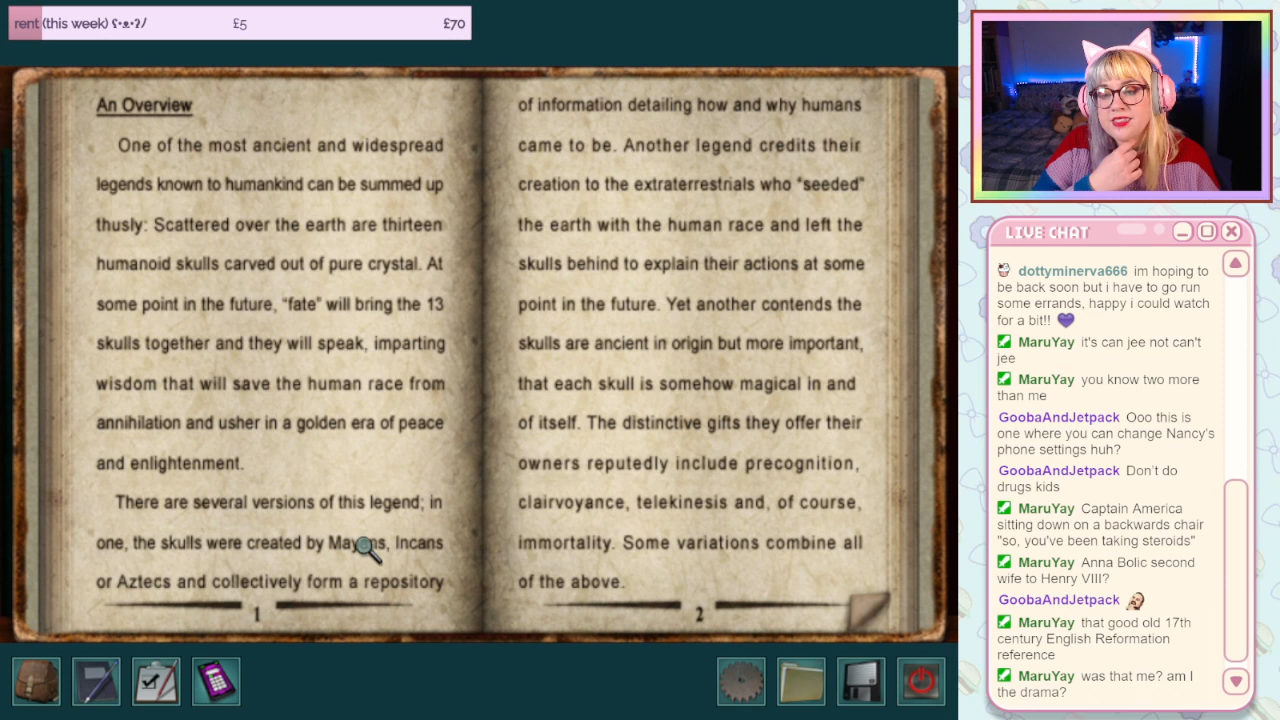 rent (this week) ʕ•ᴥ•ʔﾉ £5 £70
An Overview
One of the most ancient and widespread
legends known to humankind can be summed up
thusly: Scattered over the earth are thirteen
humanoid skulls carved out of pure crystal. At
some point in the future, “fate” will bring the 13
skulls together and they will speak, imparting
wisdom that will save the human race from
annihilation and usher in a golden era of peace
and enlightenment.
There are several versions of this legend; in
one, the skulls were created by Mayans, Incans
or Aztecs and collectively form a repository
1
of information detailing how and why humans
came to be. Another legend credits their
creation to the extraterrestrials who “seeded”
the earth with the human race and left the
skulls behind to explain their actions at some
point in the future. Yet another contends the
skulls are ancient in origin but more important,
that each skull is somehow magical in and
of itself. The distinctive gifts they offer their
owners reputedly include precognition,
clairvoyance, telekinesis and, of course,
immortality. Some variations combine all
of the above.
2
LIVE CHAT
dottyminerva666 im hoping to
be back soon but i have to go run
some errands, happy i could watch
for a bit!! 💜
MaruYay it's can jee not can't
jee
MaruYay you know two more
than me
GoobaAndJetpack Ooo this is
one where you can change Nancy's
phone settings huh?
GoobaAndJetpack Don't do
drugs kids
MaruYay Captain America
sitting down on a backwards chair
"so, you've been taking steroids"
MaruYay Anna Bolic second
wife to Henry VIII?
GoobaAndJetpack
MaruYay that good old 17th
century English Reformation
reference
MaruYay was that me? am I
the drama?